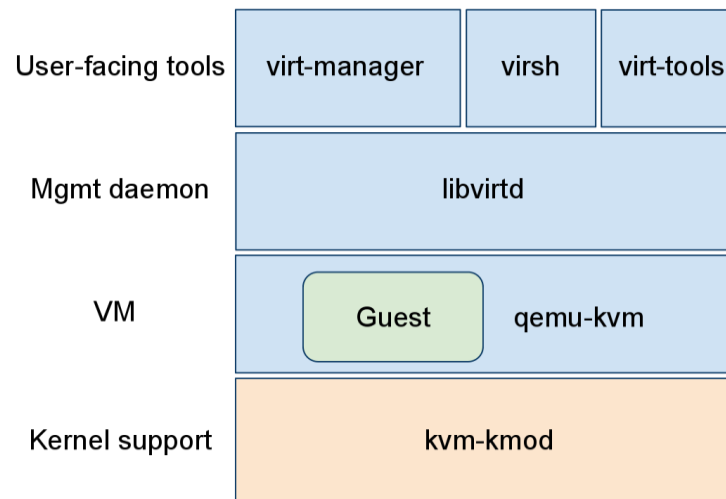 User-facing tools virt-manager virsh virt-tools
Mgmt daemon libvirtd
VM Guest qemu-kvm
Kernel support kvm-kmod